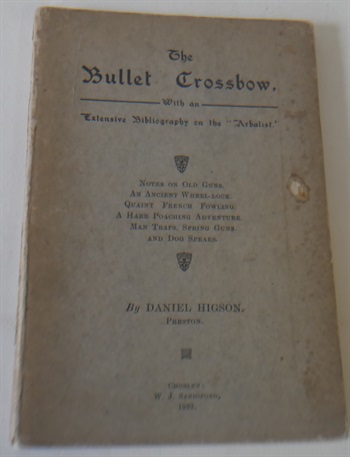 The
Bullet Crossbow.
With an
Extensive Bibliography on the "Arbalist."
Notes on Old Guns.
An Ancient Wheel-lock.
Quaint French Fowling.
A Hare Poaching Adventure.
Man Traps, Spring Guns
and Dog Spears.
By DANIEL HIGSON,
Preston.
Chorley:
W. J. Sandiford,